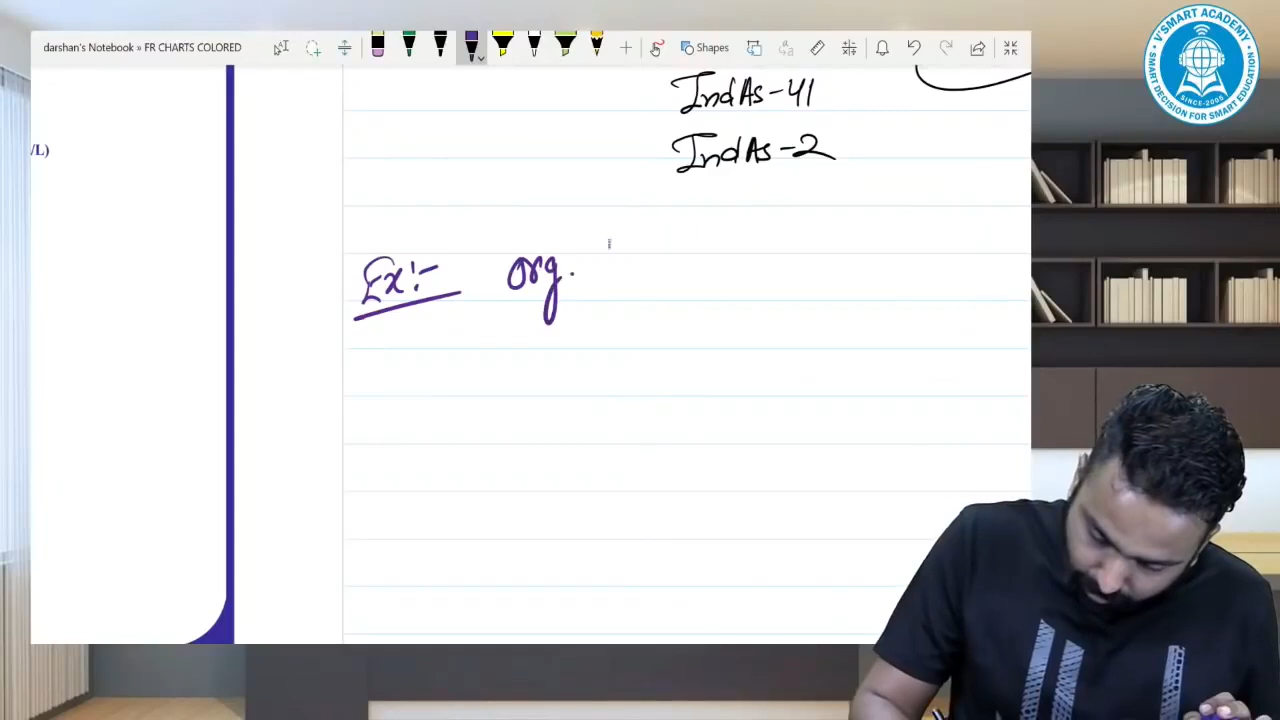 darshan's Notebook » FR CHARTS COLORED
Shapes
V'SMART ACADEMY
SINCE-2005
SMART DECISION FOR SMART EDUCATION
/L)
IndAs-41
IndAs-2
Ex:- Org.